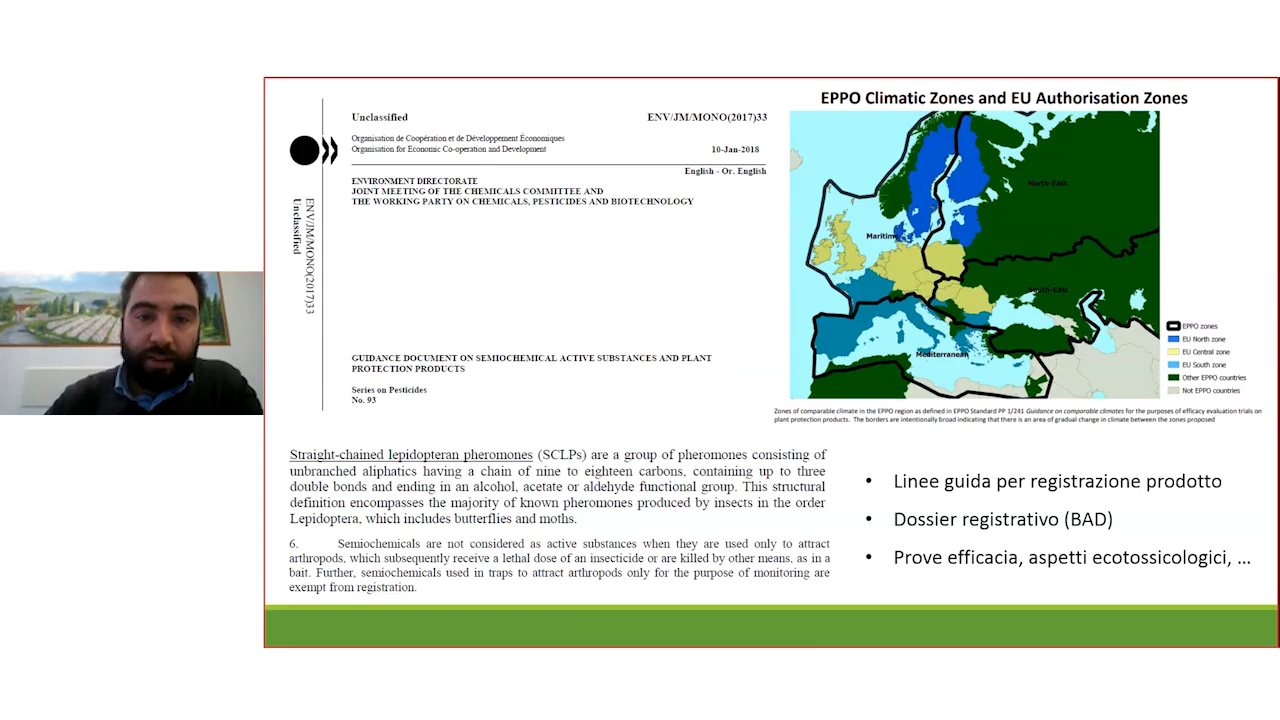 Unclassified
ENV/JM/MONO(2017)33
Organisation de Coopération et de Développement Économiques
Organisation for Economic Co-operation and Development
10-Jan-2018
English - Or. English
ENVIRONMENT DIRECTORATE
JOINT MEETING OF THE CHEMICALS COMMITTEE AND
THE WORKING PARTY ON CHEMICALS, PESTICIDES AND BIOTECHNOLOGY
ENV/JM/MONO(2017)33
Unclassified
GUIDANCE DOCUMENT ON SEMIOCHEMICAL ACTIVE SUBSTANCES AND PLANT
PROTECTION PRODUCTS
Series on Pesticides
No. 93
EPPO Climatic Zones and EU Authorisation Zones
North-East
Maritime
South-East
Mediterranean
EPPO zones
EU North zone
EU Central zone
EU South zone
Other EPPO countries
Not EPPO countries
Zones of comparable climate in the EPPO region as defined in EPPO Standard PP 1/241 Guidance on comparable climates for the purposes of efficacy evaluation trials on
plant protection products. The borders are intentionally broad indicating that there is an area of gradual change in climate between the zones proposed
Straight-chained lepidopteran pheromones (SCLPs) are a group of pheromones consisting of
unbranched aliphatics having a chain of nine to eighteen carbons, containing up to three
double bonds and ending in an alcohol, acetate or aldehyde functional group. This structural
definition encompasses the majority of known pheromones produced by insects in the order
Lepidoptera, which includes butterflies and moths.
6. Semiochemicals are not considered as active substances when they are used only to attract
arthropods, which subsequently receive a lethal dose of an insecticide or are killed by other means, as in a
bait. Further, semiochemicals used in traps to attract arthropods only for the purpose of monitoring are
exempt from registration.
• Linee guida per registrazione prodotto
• Dossier registrativo (BAD)
• Prove efficacia, aspetti ecotossicologici, …